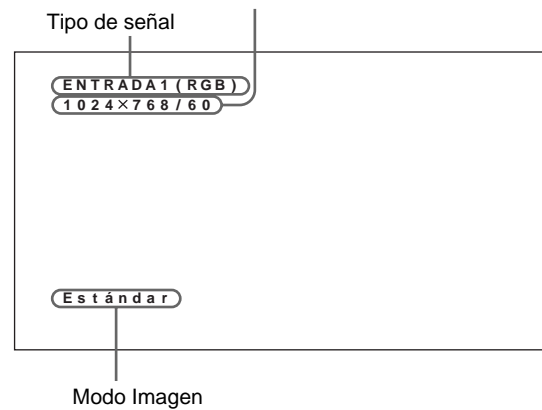 Tipo de señal
ENTRADA1(RGB)
1024×768/60
Estándar
Modo Imagen